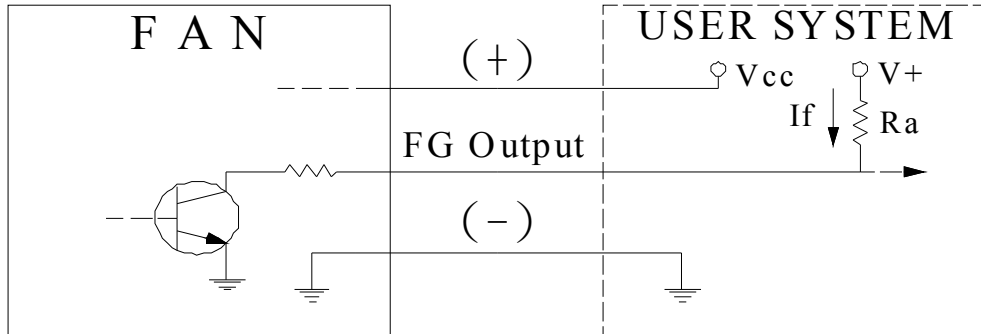 F A N
USER SYSTEM
(+)
Vcc
V+
If
Ra
FG Output
(-)